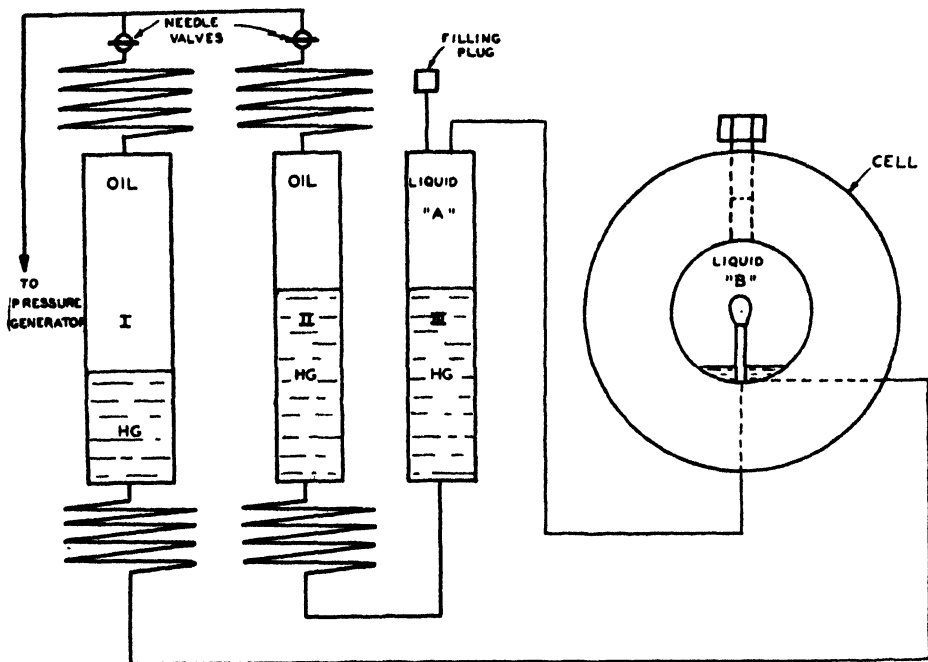 NEEDLE
VALVES
FILLING
PLUG
CELL
OIL
OIL
LIQUID
"A"
LIQUID
"B"
TO
PRESSURE
GENERATOR
I
II
III
HG
HG
HG